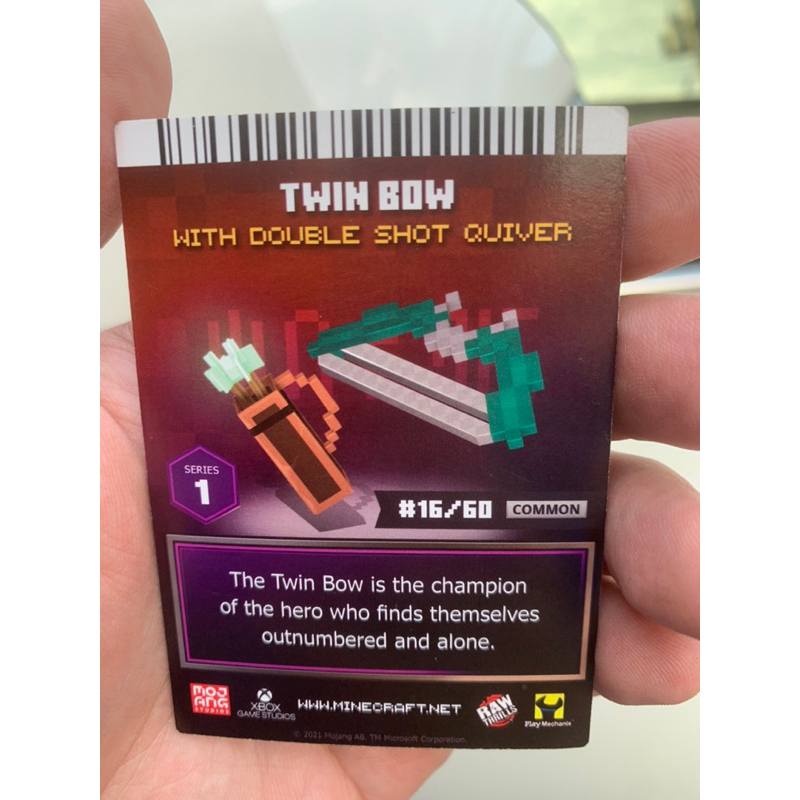 TWIN BOW
WITH DOUBLE SHOT QUIVER
SERIES
1
#16/60 COMMON
The Twin Bow is the champion
of the hero who finds themselves
outnumbered and alone.
MOJANG
STUDIOS
XBOX
GAME STUDIOS
WWW.MINECRAFT.NET
RAW
THRILLS
Play Mechanix
© 2021 Mojang AB. TM Microsoft Corporation.